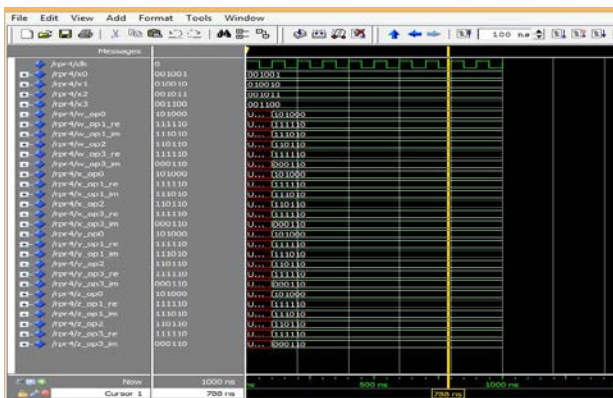 File Edit View Add Format Tools Window
100 ns
Messages
/rpr4/clk 0
/rpr4/x0 001001 001001
/rpr4/x1 010010 010010
/rpr4/x2 001011 001011
/rpr4/x3 001100 001100
/rpr4/w_op0 101000 U... 101000
/rpr4/w_op1_re 111110 U... 111110
/rpr4/w_op1_im 111010 U... 111010
/rpr4/w_op2 110110 U... 110110
/rpr4/w_op3_re 111110 U... 111110
/rpr4/w_op3_im 000110 U... 000110
/rpr4/x_op0 101000 U... 101000
/rpr4/x_op1_re 111110 U... 111110
/rpr4/x_op1_im 111010 U... 111010
/rpr4/x_op2 110110 U... 110110
/rpr4/x_op3_re 111110 U... 111110
/rpr4/x_op3_im 000110 U... 000110
/rpr4/y_op0 101000 U... 101000
/rpr4/y_op1_re 111110 U... 111110
/rpr4/y_op1_im 111010 U... 111010
/rpr4/y_op2 110110 U... 110110
/rpr4/y_op3_re 111110 U... 111110
/rpr4/y_op3_im 000110 U... 000110
/rpr4/z_op0 101000 U... 101000
/rpr4/z_op1_re 111110 U... 111110
/rpr4/z_op1_im 111010 U... 111010
/rpr4/z_op2 110110 U... 110110
/rpr4/z_op3_re 111110 U... 111110
/rpr4/z_op3_im 000110 U... 000110
Now 1000 ns ns 500 ns 1000 ns
Cursor 1 788 ns 788 ns